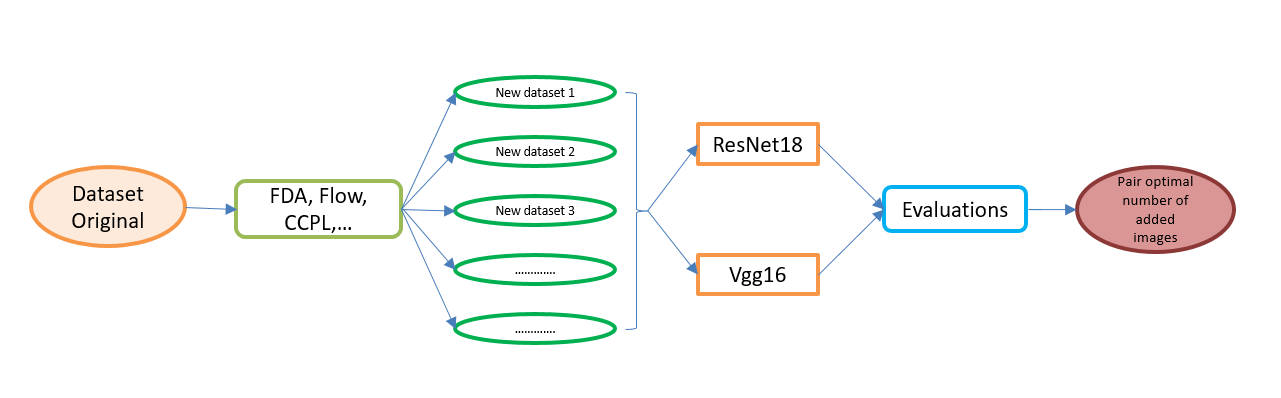 Dataset
Original
FDA, Flow,
CCPL,...
New dataset 1
New dataset 2
New dataset 3
.............
.............
ResNet18
Vgg16
Evaluations
Pair optimal
number of
added
images